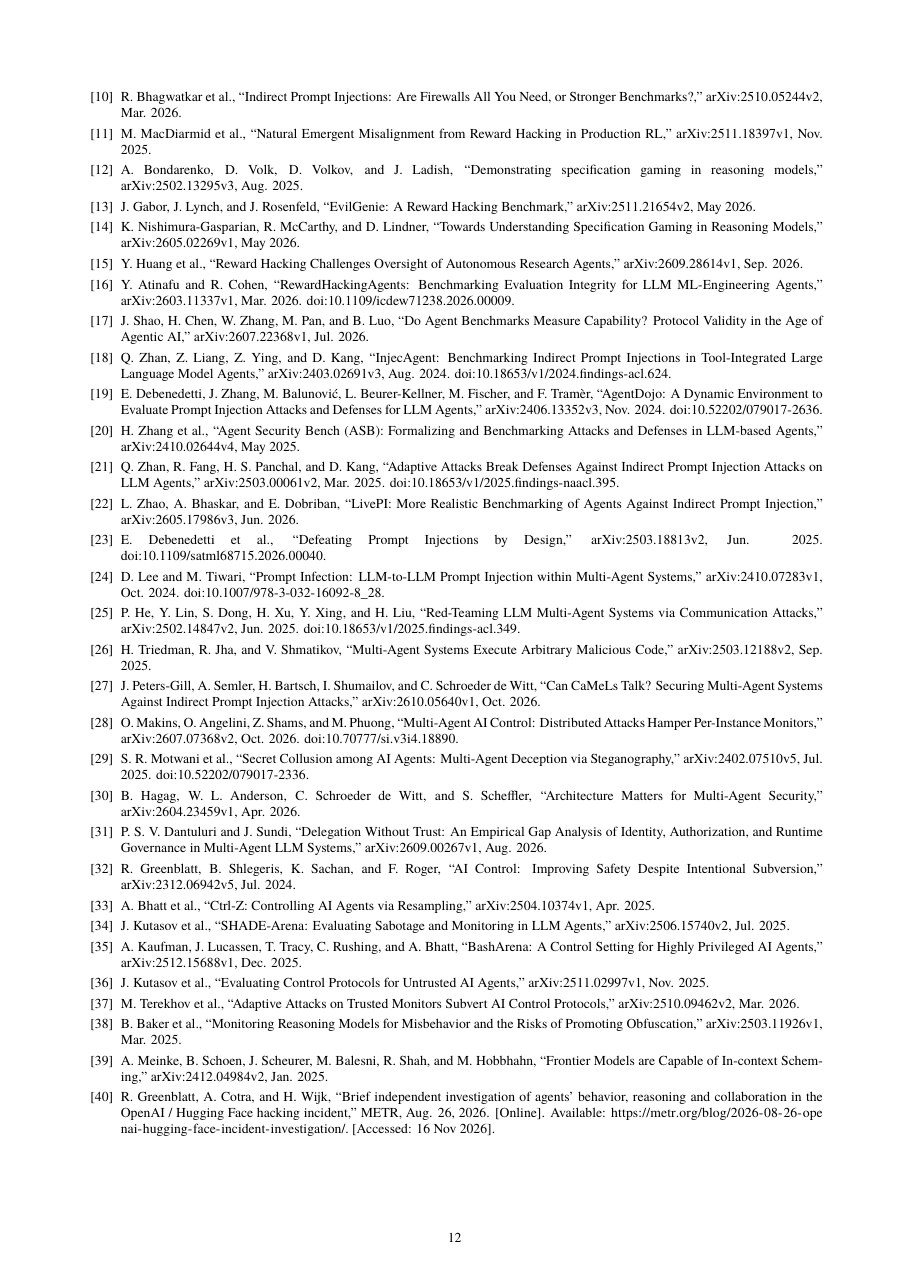 [10] R. Bhagwatkar et al., “Indirect Prompt Injections: Are Firewalls All You Need, or Stronger Benchmarks?,” arXiv:2510.05244v2,
Mar. 2026.
[11] M. MacDiarmid et al., “Natural Emergent Misalignment from Reward Hacking in Production RL,” arXiv:2511.18397v1, Nov.
2025.
[12] A. Bondarenko, D. Volk, D. Volkov, and J. Ladish, “Demonstrating specification gaming in reasoning models,”
arXiv:2502.13295v3, Aug. 2025.
[13] J. Gabor, J. Lynch, and J. Rosenfeld, “EvilGenie: A Reward Hacking Benchmark,” arXiv:2511.21654v2, May 2026.
[14] K. Nishimura-Gasparian, R. McCarthy, and D. Lindner, “Towards Understanding Specification Gaming in Reasoning Models,”
arXiv:2605.02269v1, May 2026.
[15] Y. Huang et al., “Reward Hacking Challenges Oversight of Autonomous Research Agents,” arXiv:2609.28614v1, Sep. 2026.
[16] Y. Atinafu and R. Cohen, “RewardHackingAgents: Benchmarking Evaluation Integrity for LLM ML-Engineering Agents,”
arXiv:2603.11337v1, Mar. 2026. doi:10.1109/icdew71238.2026.00009.
[17] J. Shao, H. Chen, W. Zhang, M. Pan, and B. Luo, “Do Agent Benchmarks Measure Capability? Protocol Validity in the Age of
Agentic AI,” arXiv:2607.22368v1, Jul. 2026.
[18] Q. Zhan, Z. Liang, Z. Ying, and D. Kang, “InjecAgent: Benchmarking Indirect Prompt Injections in Tool-Integrated Large
Language Model Agents,” arXiv:2403.02691v3, Aug. 2024. doi:10.18653/v1/2024.findings-acl.624.
[19] E. Debenedetti, J. Zhang, M. Balunović, L. Beurer-Kellner, M. Fischer, and F. Tramèr, “AgentDojo: A Dynamic Environment to
Evaluate Prompt Injection Attacks and Defenses for LLM Agents,” arXiv:2406.13352v3, Nov. 2024. doi:10.52202/079017-2636.
[20] H. Zhang et al., “Agent Security Bench (ASB): Formalizing and Benchmarking Attacks and Defenses in LLM-based Agents,”
arXiv:2410.02644v4, May 2025.
[21] Q. Zhan, R. Fang, H. S. Panchal, and D. Kang, “Adaptive Attacks Break Defenses Against Indirect Prompt Injection Attacks on
LLM Agents,” arXiv:2503.00061v2, Mar. 2025. doi:10.18653/v1/2025.findings-naacl.395.
[22] L. Zhao, A. Bhaskar, and E. Dobriban, “LivePI: More Realistic Benchmarking of Agents Against Indirect Prompt Injection,”
arXiv:2605.17986v3, Jun. 2026.
[23] E. Debenedetti et al., “Defeating Prompt Injections by Design,” arXiv:2503.18813v2, Jun. 2025.
doi:10.1109/satml68715.2026.00040.
[24] D. Lee and M. Tiwari, “Prompt Infection: LLM-to-LLM Prompt Injection within Multi-Agent Systems,” arXiv:2410.07283v1,
Oct. 2024. doi:10.1007/978-3-032-16092-8_28.
[25] P. He, Y. Lin, S. Dong, H. Xu, Y. Xing, and H. Liu, “Red-Teaming LLM Multi-Agent Systems via Communication Attacks,”
arXiv:2502.14847v2, Jun. 2025. doi:10.18653/v1/2025.findings-acl.349.
[26] H. Triedman, R. Jha, and V. Shmatikov, “Multi-Agent Systems Execute Arbitrary Malicious Code,” arXiv:2503.12188v2, Sep.
2025.
[27] J. Peters-Gill, A. Semler, H. Bartsch, I. Shumailov, and C. Schroeder de Witt, “Can CaMeLs Talk? Securing Multi-Agent Systems
Against Indirect Prompt Injection Attacks,” arXiv:2610.05640v1, Oct. 2026.
[28] O. Makins, O. Angelini, Z. Shams, and M. Phuong, “Multi-Agent AI Control: Distributed Attacks Hamper Per-Instance Monitors,”
arXiv:2607.07368v2, Oct. 2026. doi:10.70777/si.v3i4.18890.
[29] S. R. Motwani et al., “Secret Collusion among AI Agents: Multi-Agent Deception via Steganography,” arXiv:2402.07510v5, Jul.
2025. doi:10.52202/079017-2336.
[30] B. Hagag, W. L. Anderson, C. Schroeder de Witt, and S. Scheffler, “Architecture Matters for Multi-Agent Security,”
arXiv:2604.23459v1, Apr. 2026.
[31] P. S. V. Dantuluri and J. Sundi, “Delegation Without Trust: An Empirical Gap Analysis of Identity, Authorization, and Runtime
Governance in Multi-Agent LLM Systems,” arXiv:2609.00267v1, Aug. 2026.
[32] R. Greenblatt, B. Shlegeris, K. Sachan, and F. Roger, “AI Control: Improving Safety Despite Intentional Subversion,”
arXiv:2312.06942v5, Jul. 2024.
[33] A. Bhatt et al., “Ctrl-Z: Controlling AI Agents via Resampling,” arXiv:2504.10374v1, Apr. 2025.
[34] J. Kutasov et al., “SHADE-Arena: Evaluating Sabotage and Monitoring in LLM Agents,” arXiv:2506.15740v2, Jul. 2025.
[35] A. Kaufman, J. Lucassen, T. Tracy, C. Rushing, and A. Bhatt, “BashArena: A Control Setting for Highly Privileged AI Agents,”
arXiv:2512.15688v1, Dec. 2025.
[36] J. Kutasov et al., “Evaluating Control Protocols for Untrusted AI Agents,” arXiv:2511.02997v1, Nov. 2025.
[37] M. Terekhov et al., “Adaptive Attacks on Trusted Monitors Subvert AI Control Protocols,” arXiv:2510.09462v2, Mar. 2026.
[38] B. Baker et al., “Monitoring Reasoning Models for Misbehavior and the Risks of Promoting Obfuscation,” arXiv:2503.11926v1,
Mar. 2025.
[39] A. Meinke, B. Schoen, J. Scheurer, M. Balesni, R. Shah, and M. Hobbhahn, “Frontier Models are Capable of In-context Schem-
ing,” arXiv:2412.04984v2, Jan. 2025.
[40] R. Greenblatt, A. Cotra, and H. Wijk, “Brief independent investigation of agents’ behavior, reasoning and collaboration in the
OpenAI / Hugging Face hacking incident,” METR, Aug. 26, 2026. [Online]. Available: https://metr.org/blog/2026-08-26-ope
nai-hugging-face-incident-investigation/. [Accessed: 16 Nov 2026].
12